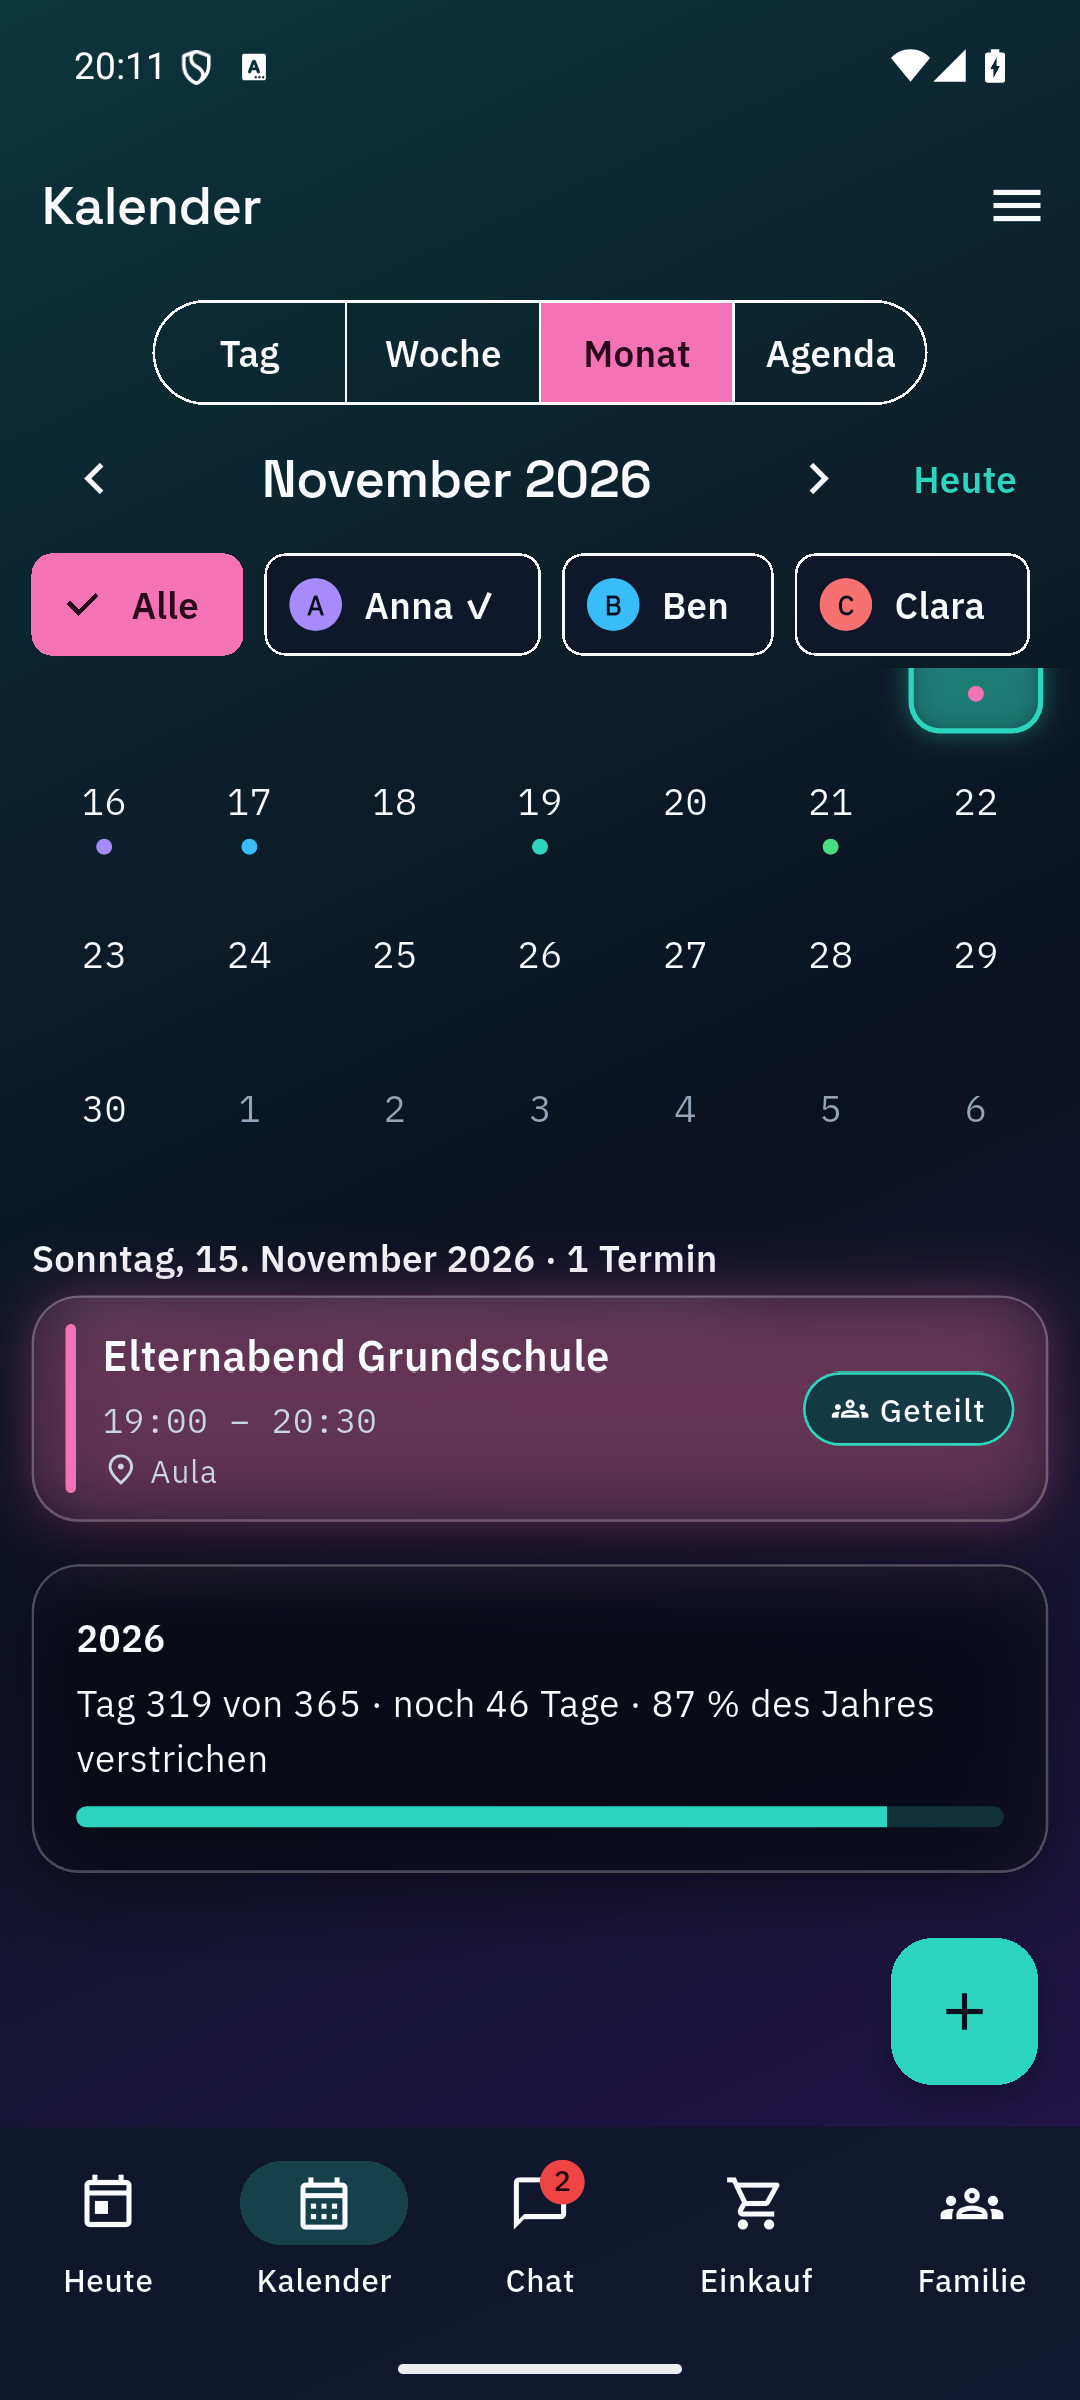 20:11
Kalender
Tag Woche Monat Agenda
November 2026 Heute
Alle A Anna ✓ B Ben C Clara
16 17 18 19 20 21 22
23 24 25 26 27 28 29
30 1 2 3 4 5 6
Sonntag, 15. November 2026 · 1 Termin
Elternabend Grundschule
19:00 – 20:30
Geteilt
Aula
2026
Tag 319 von 365 · noch 46 Tage · 87 % des Jahres
verstrichen
2
Heute Kalender Chat Einkauf Familie